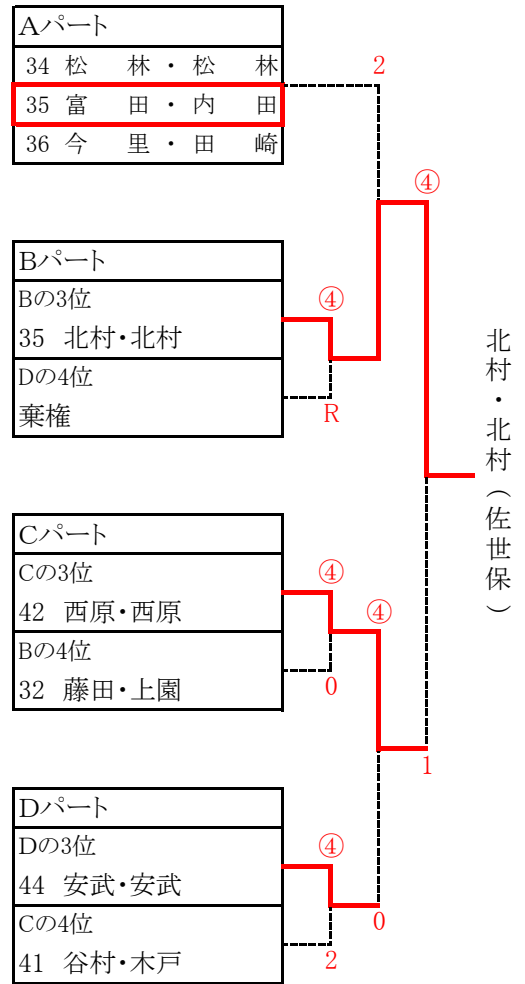 Aパート
34 松 林・松 林
35 富 田・内 田
36 今 里・田 崎
2
④
Bパート
Bの3位
35 北村・北村
Dの4位
棄権
④
R
北村・北村（佐世保）
Cパート
Cの3位
42 西原・西原
Bの4位
32 藤田・上園
④
④
0
1
Dパート
Dの3位
44 安武・安武
Cの4位
41 谷村・木戸
④
0
2